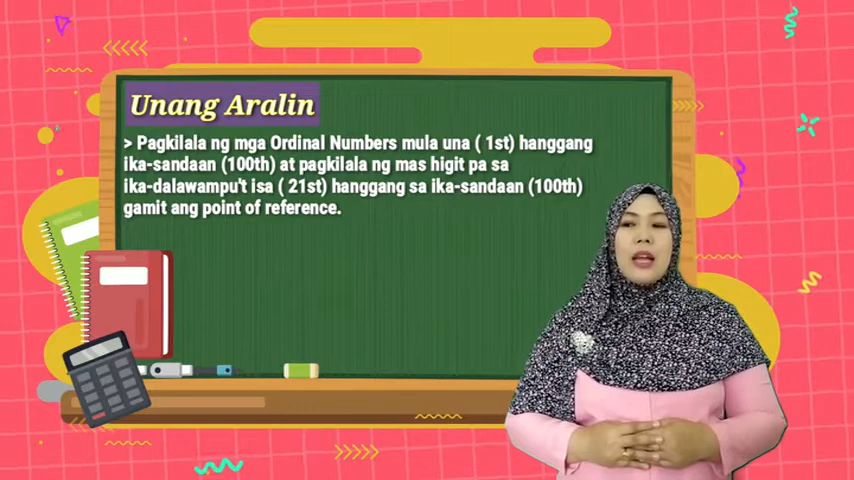 Unang Aralin
> Pagkilala ng mga Ordinal Numbers mula una ( 1st) hanggang
ika-sandaan (100th) at pagkilala ng mas higit pa sa
ika-dalawampu't isa ( 21st) hanggang sa ika-sandaan (100th)
gamit ang point of reference.